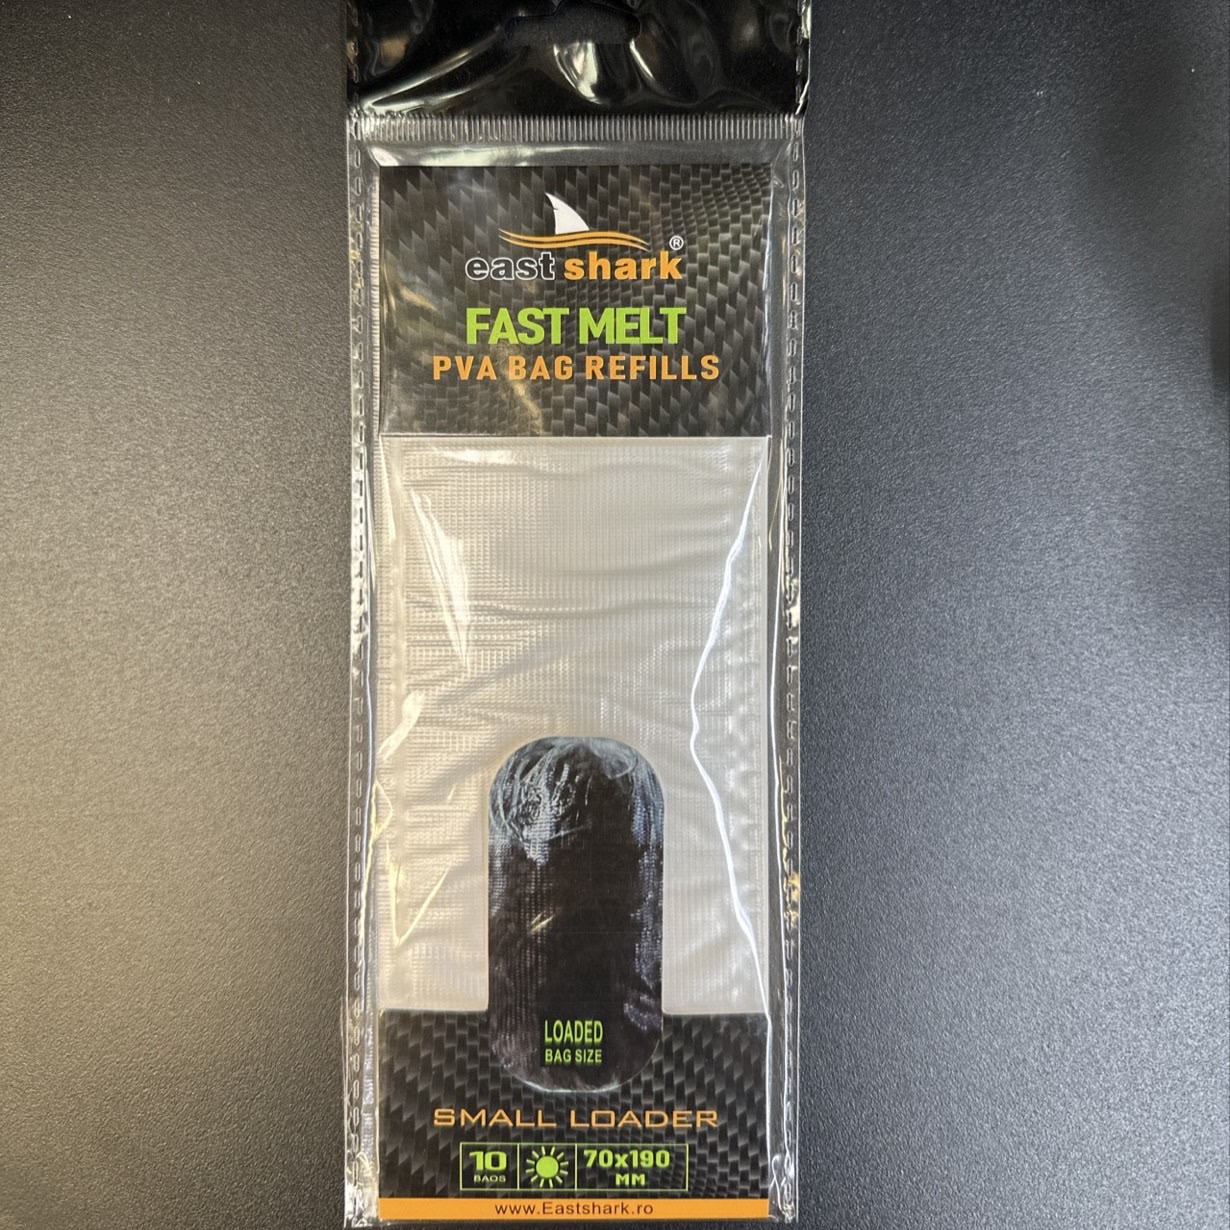 east shark®
FAST MELT
PVA BAG REFILLS
LOADED
BAG SIZE
SMALL LOADER
10
BAGS
70x190
MM
www.Eastshark.ro